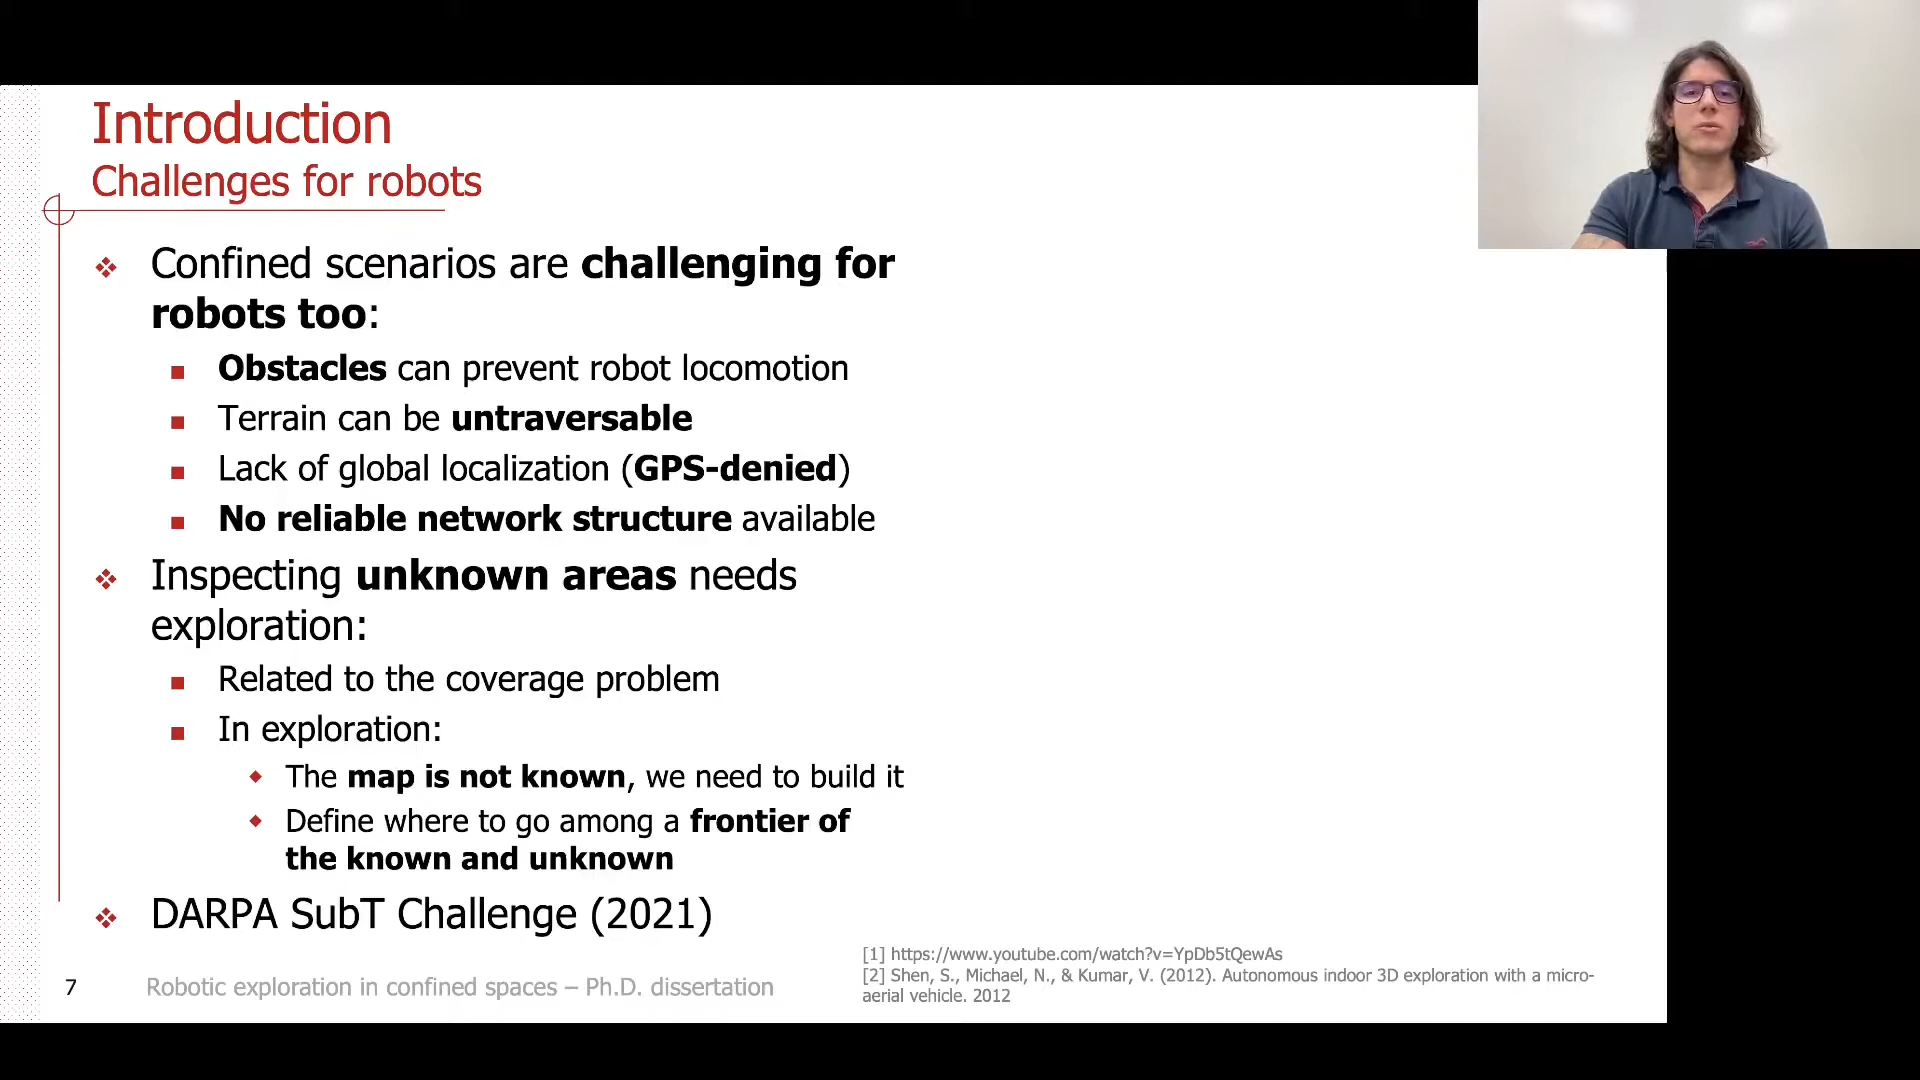 Introduction
Challenges for robots
Confined scenarios are challenging for
robots too:
Obstacles can prevent robot locomotion
Terrain can be untraversable
Lack of global localization (GPS-denied)
No reliable network structure available
Inspecting unknown areas needs
exploration:
Related to the coverage problem
In exploration:
The map is not known, we need to build it
Define where to go among a frontier of
the known and unknown
DARPA SubT Challenge (2021)
[1] https://www.youtube.com/watch?v=YpDb5tQewAs
[2] Shen, S., Michael, N., & Kumar, V. (2012). Autonomous indoor 3D exploration with a micro-
aerial vehicle. 2012
7 Robotic exploration in confined spaces – Ph.D. dissertation